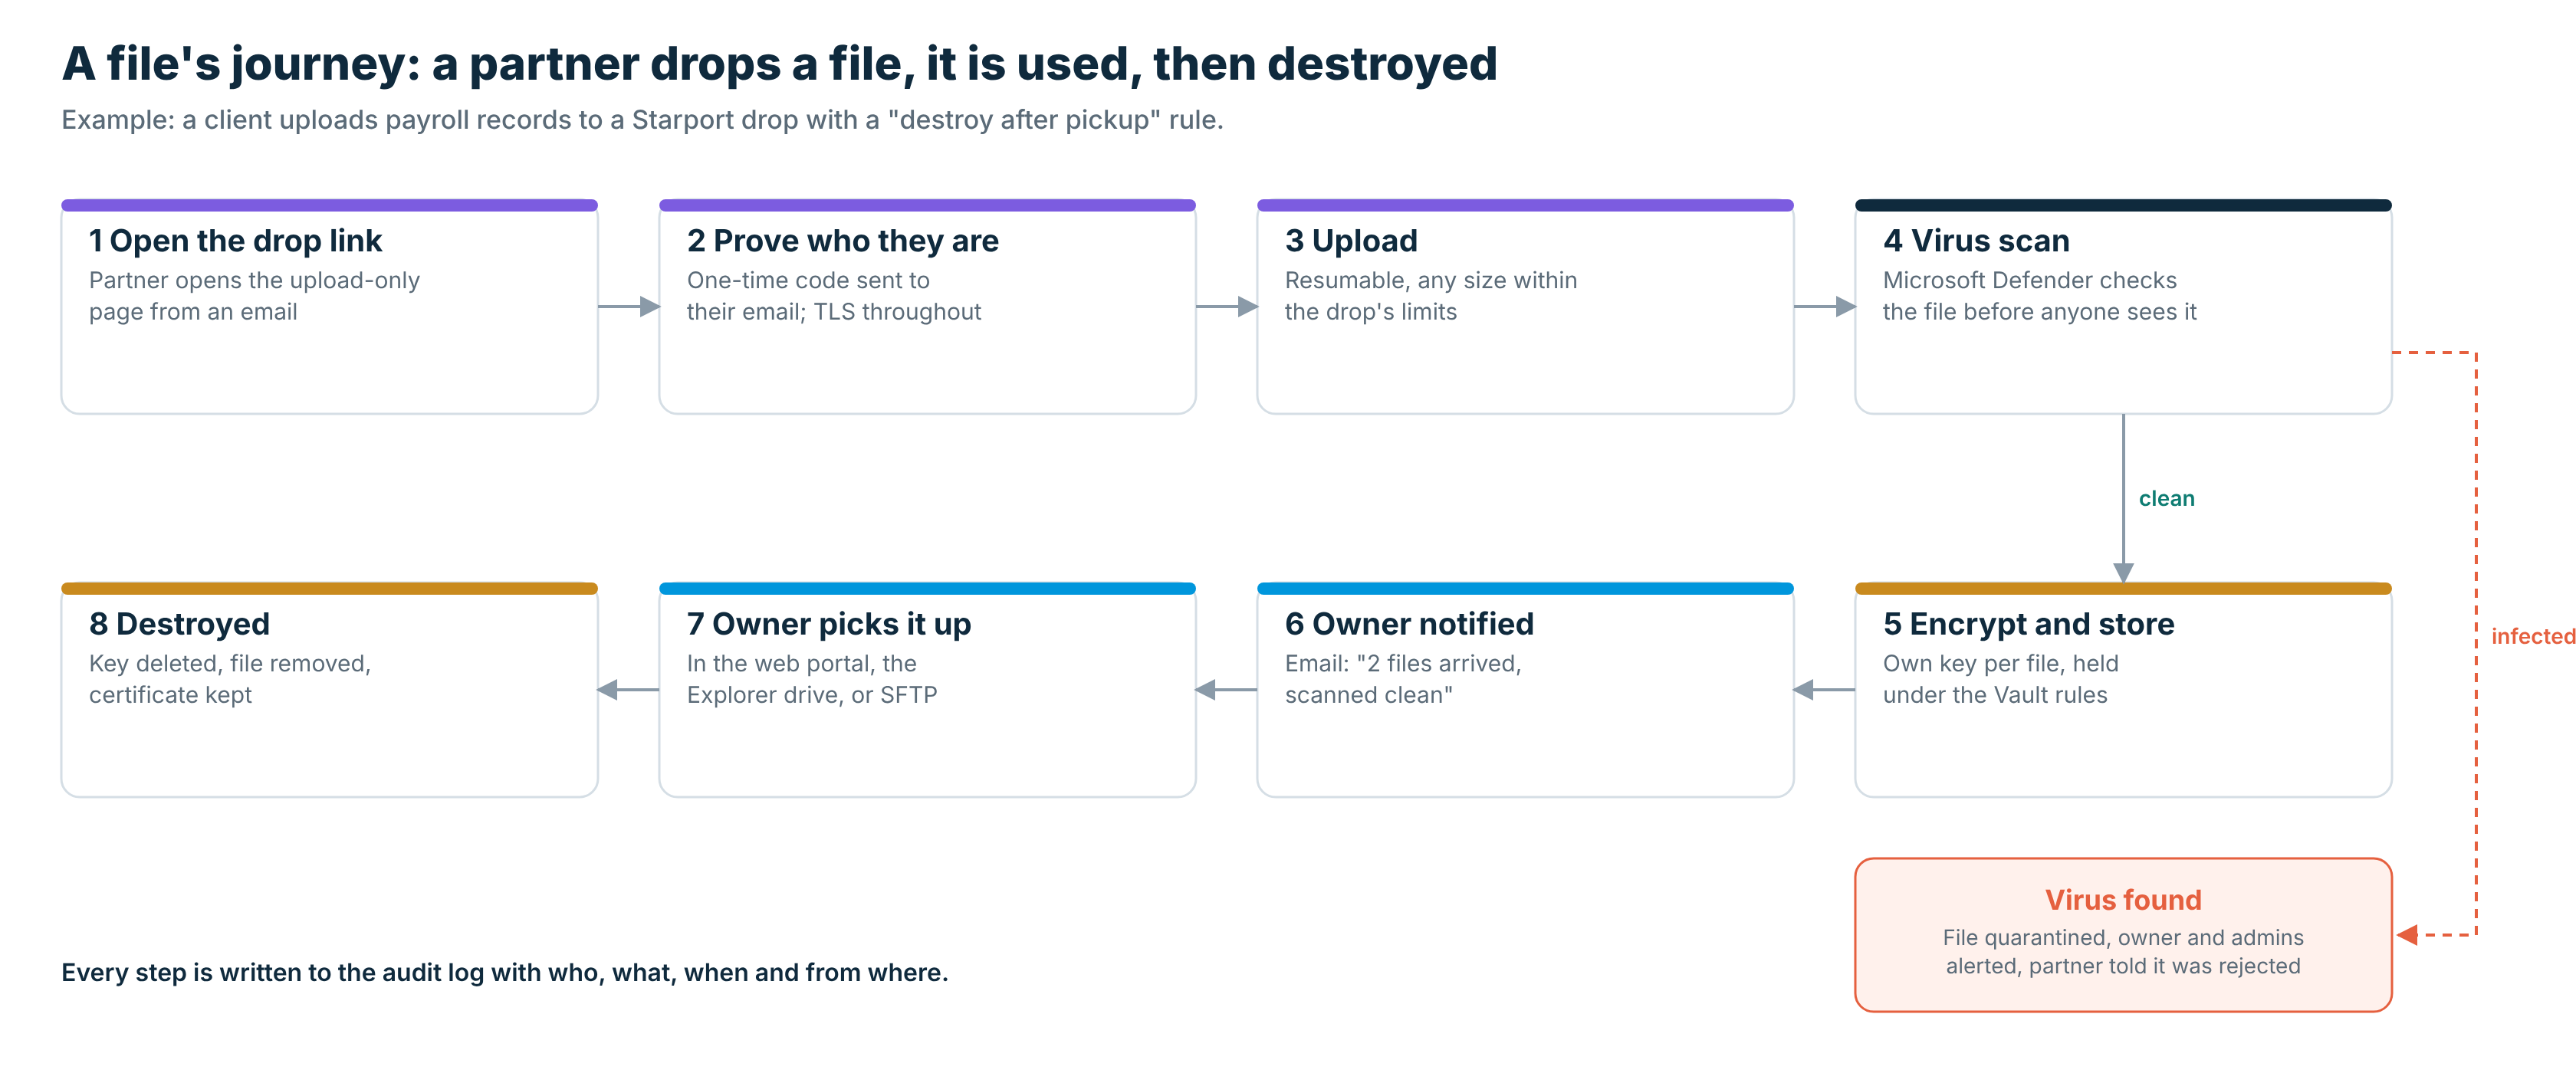 A file's journey: a partner drops a file, it is used, then destroyed
Example: a client uploads payroll records to a Starport drop with a "destroy after pickup" rule.
1 Open the drop link
Partner opens the upload-only
page from an email
2 Prove who they are
One-time code sent to
their email; TLS throughout
3 Upload
Resumable, any size within
the drop's limits
4 Virus scan
Microsoft Defender checks
the file before anyone sees it
clean
infected
5 Encrypt and store
Own key per file, held
under the Vault rules
6 Owner notified
Email: "2 files arrived,
scanned clean"
7 Owner picks it up
In the web portal, the
Explorer drive, or SFTP
8 Destroyed
Key deleted, file removed,
certificate kept
Virus found
File quarantined, owner and admins
alerted, partner told it was rejected
Every step is written to the audit log with who, what, when and from where.